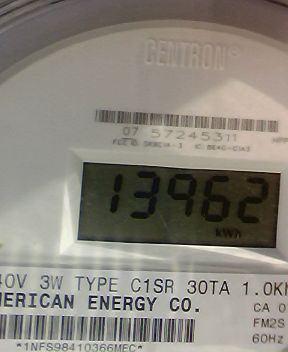 CENTRON®
07 57245311
13962
kWh
40V 3W TYPE C1SR 30TA 1.0K
MERICAN ENERGY CO.
CA 0
FM2S
60Hz
*1NFS98410366MEC*